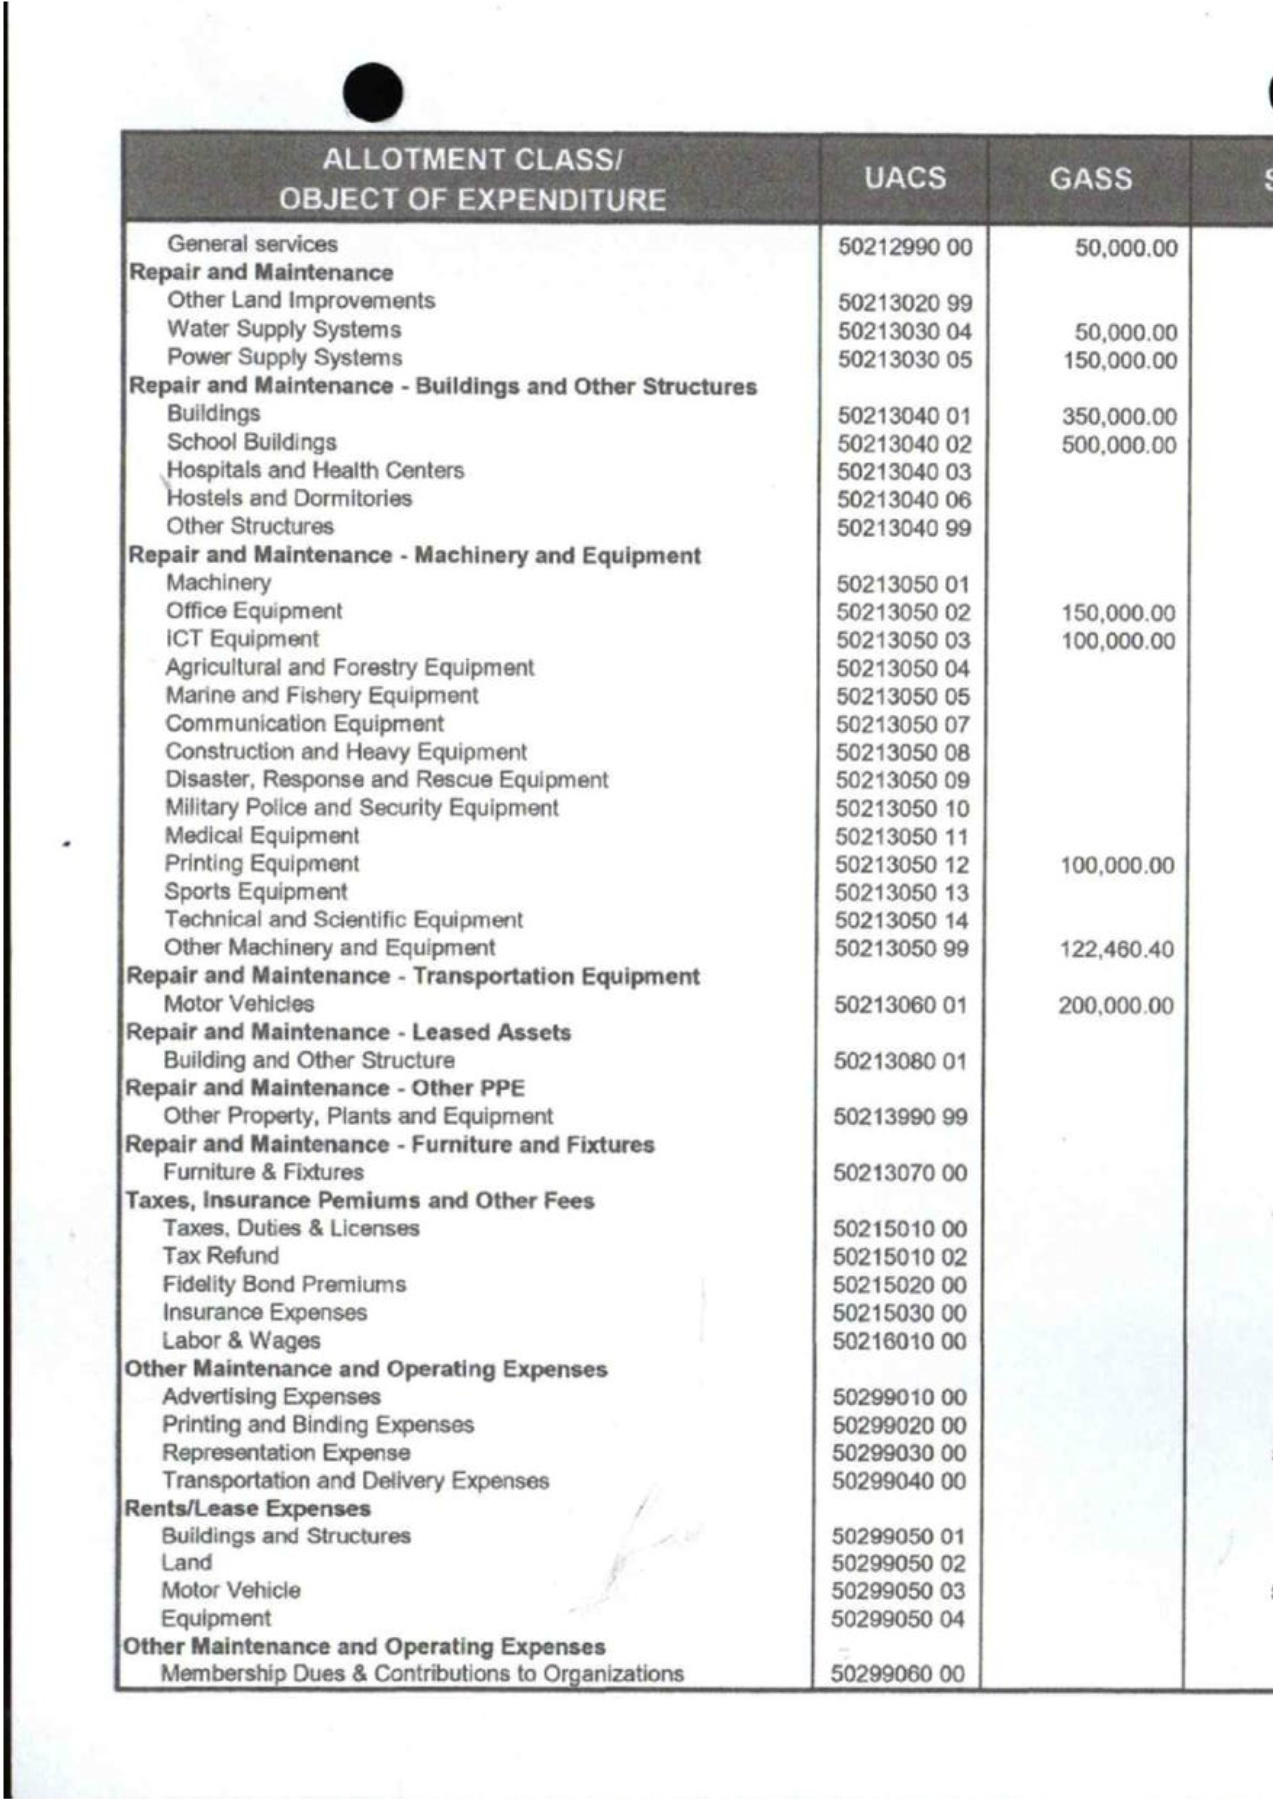 ALLOTMENT CLASS/
OBJECT OF EXPENDITURE UACS GASS S
General services 50212990 00 50,000.00
Repair and Maintenance
Other Land Improvements 50213020 99
Water Supply Systems 50213030 04 50,000.00
Power Supply Systems 50213030 05 150,000.00
Repair and Maintenance - Buildings and Other Structures
Buildings 50213040 01 350,000.00
School Buildings 50213040 02 500,000.00
Hospitals and Health Centers 50213040 03
Hostels and Dormitories 50213040 06
Other Structures 50213040 99
Repair and Maintenance - Machinery and Equipment
Machinery 50213050 01
Office Equipment 50213050 02 150,000.00
ICT Equipment 50213050 03 100,000.00
Agricultural and Forestry Equipment 50213050 04
Marine and Fishery Equipment 50213050 05
Communication Equipment 50213050 07
Construction and Heavy Equipment 50213050 08
Disaster, Response and Rescue Equipment 50213050 09
Military Police and Security Equipment 50213050 10
Medical Equipment 50213050 11
Printing Equipment 50213050 12 100,000.00
Sports Equipment 50213050 13
Technical and Scientific Equipment 50213050 14
Other Machinery and Equipment 50213050 99 122,460.40
Repair and Maintenance - Transportation Equipment
Motor Vehicles 50213060 01 200,000.00
Repair and Maintenance - Leased Assets
Building and Other Structure 50213080 01
Repair and Maintenance - Other PPE
Other Property, Plants and Equipment 50213990 99
Repair and Maintenance - Furniture and Fixtures
Furniture & Fixtures 50213070 00
Taxes, Insurance Pemiums and Other Fees
Taxes, Duties & Licenses 50215010 00
Tax Refund 50215010 02
Fidelity Bond Premiums 50215020 00
Insurance Expenses 50215030 00
Labor & Wages 50216010 00
Other Maintenance and Operating Expenses
Advertising Expenses 50299010 00
Printing and Binding Expenses 50299020 00
Representation Expense 50299030 00
Transportation and Delivery Expenses 50299040 00
Rents/Lease Expenses
Buildings and Structures 50299050 01
Land 50299050 02
Motor Vehicle 50299050 03
Equipment 50299050 04
Other Maintenance and Operating Expenses
Membership Dues & Contributions to Organizations 50299060 00